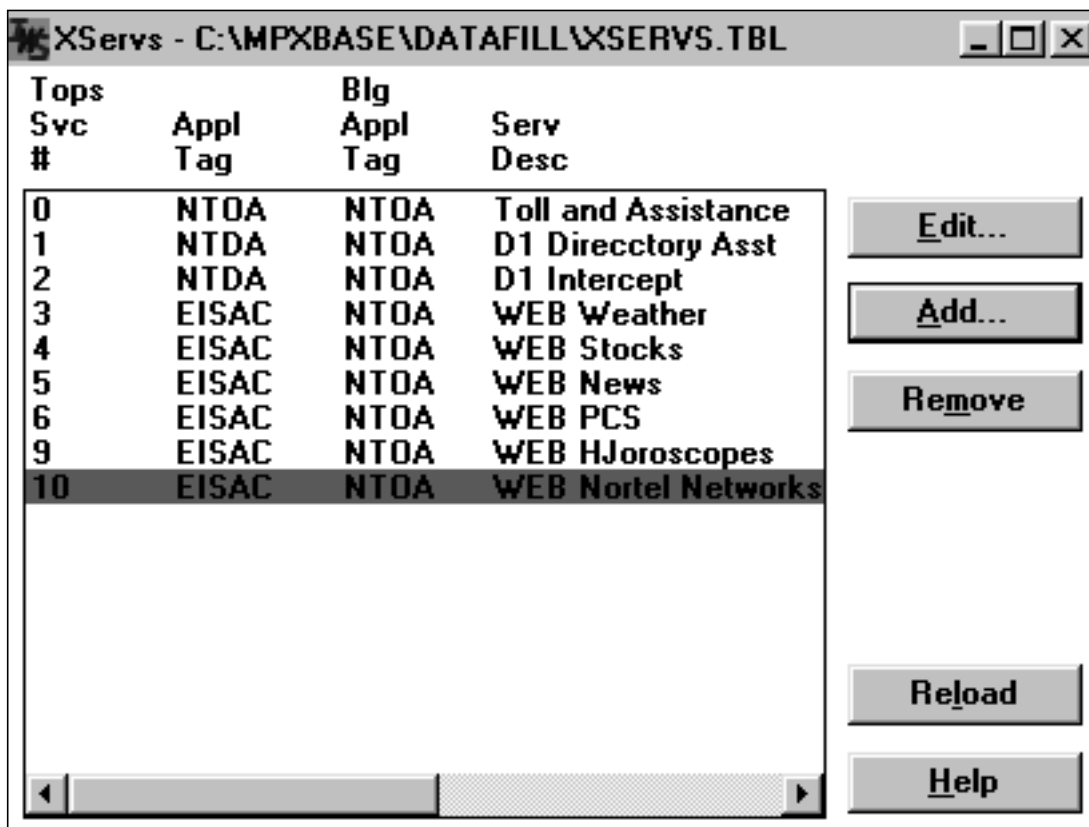 XServs - C:\MPXBASE\DATAFILL\XSERVS.TBL
Tops Blg
Svc Appl Appl Serv
# Tag Tag Desc
0 NTOA NTOA Toll and Assistance
1 NTDA NTOA D1 Direcctory Asst
2 NTDA NTOA D1 Intercept
3 EISAC NTOA WEB Weather
4 EISAC NTOA WEB Stocks
5 EISAC NTOA WEB News
6 EISAC NTOA WEB PCS
9 EISAC NTOA WEB HJoroscopes
10 EISAC NTOA WEB Nortel Networks
Edit...
Add...
Remove
Reload
Help